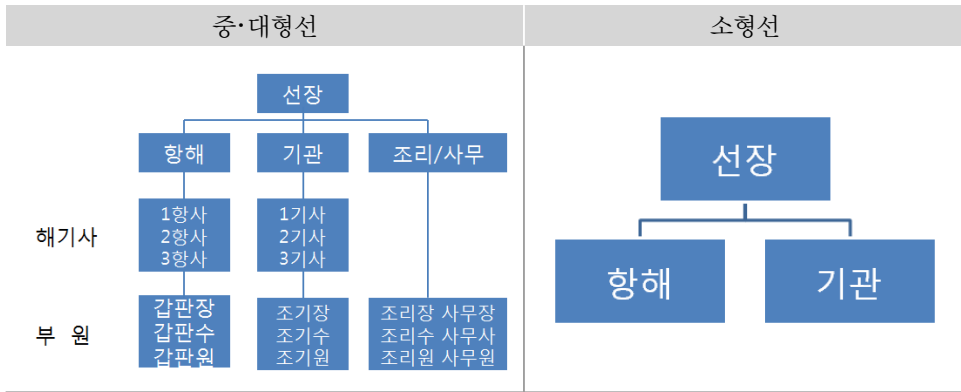 중·대형선
소형선
선장
항해
기관
조리/사무
해기사
1항사
2항사
3항사
1기사
2기사
3기사
부 원
갑판장
갑판수
갑판원
조기장
조기수
조기원
조리장 사무장
조리수 사무사
조리원 사무원
선장
항해
기관